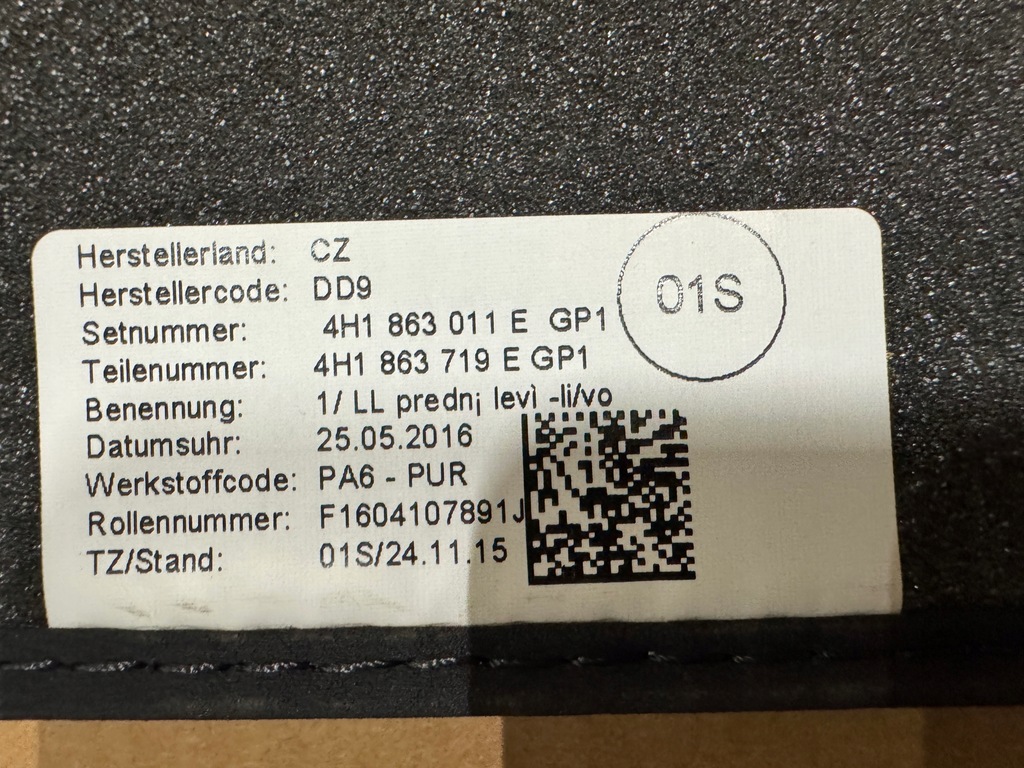 Herstellerland: CZ
Herstellercode: DD9
01S
Setnummer: 4H1 863 011 E GP1
Teilenummer: 4H1 863 719 E GP1
Benennung: 1/ LL predn¡ levì -li/vo
Datumsuhr: 25.05.2016
Werkstoffcode: PA6 - PUR
Rollennummer: F1604107891J
TZ/Stand: 01S/24.11.15